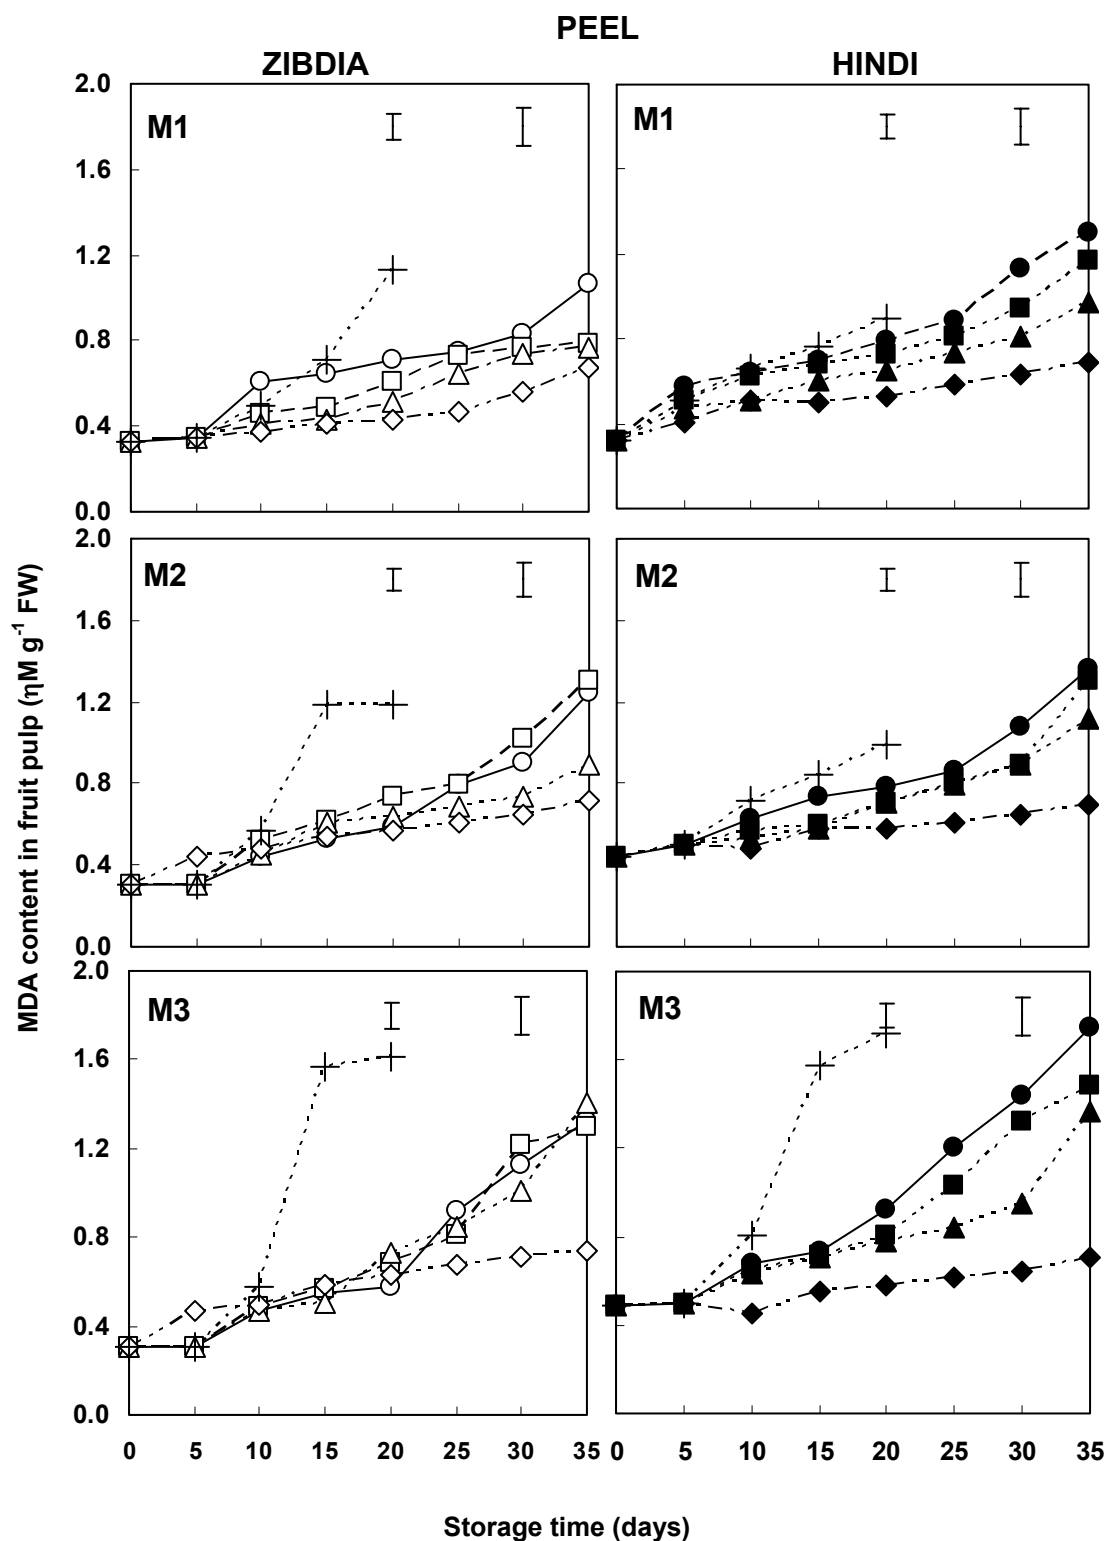 PEEL
ZIBDIA HINDI
2.0
M1 M1
1.6
1.2
0.8
0.4
0.0
2.0
M2 M2
1.6
1.2
0.8
0.4
0.0
2.0
M3 M3
1.6
1.2
0.8
0.4
0.0
0 5 10 15 20 25 30 35 0 5 10 15 20 25 30 35
MDA content in fruit pulp (ηM g⁻¹ FW)
Storage time (days)